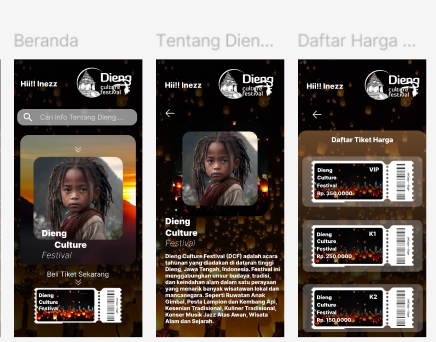 Beranda
Hii!! Inezz
Dieng
culture
festival
Cari Info Tentang Dieng....
Dieng
Culture
Festival
Beli Tiket Sekarang
Dieng
Culture
Festival
Tentang Dien...
Hii!! Inezz
Dieng
culture
festival
Dieng
Culture
Festival
Dieng Culture Festival (DCF) adalah acara
tahunan yang diadakan di dataran tinggi
Dieng, Jawa Tengah, Indonesia. Festival ini
menggabungkan unsur budaya, tradisi,
dan keindahan alam dalam satu perayaan
yang menarik banyak wisatawan lokal dan
mancanegara. Seperti Ruwatan Anak
Gimbal, Pesta Lampion dan Kembang Api,
Kesenian Tradisional, Kuliner Tradisional,
Konser Musik Jazz Atas Awan, Wisata
Alam dan Sejarah.
Daftar Harga ...
Hii!! Inezz
Dieng
culture
festival
Daftar Tiket Harga
Dieng VIP
Culture
Festival
Rp. 350,0000
Dieng K1
Culture
Festival
Rp. 250,0000
Dieng K2
Culture
Festival
Rp. 150,0000